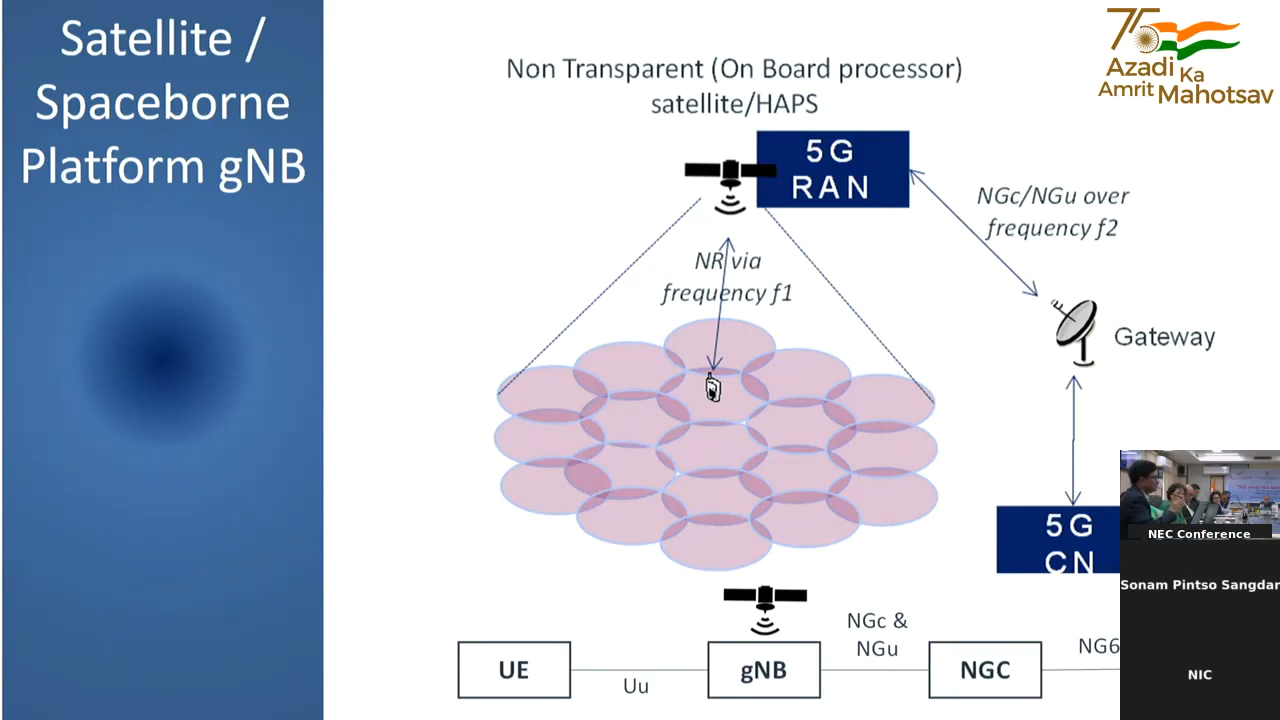 Satellite /
Spaceborne
Platform gNB
Non Transparent (On Board processor)
satellite/HAPS
75
Azadi Ka
Amrit Mahotsav
5G
RAN
NGc/NGu over
frequency f2
NR via
frequency f1
Gateway
5G
CN
NGc &
NGu
NG6
UE
Uu
gNB
NGC
NEC Conference
Sonam Pintso Sangdar
NIC